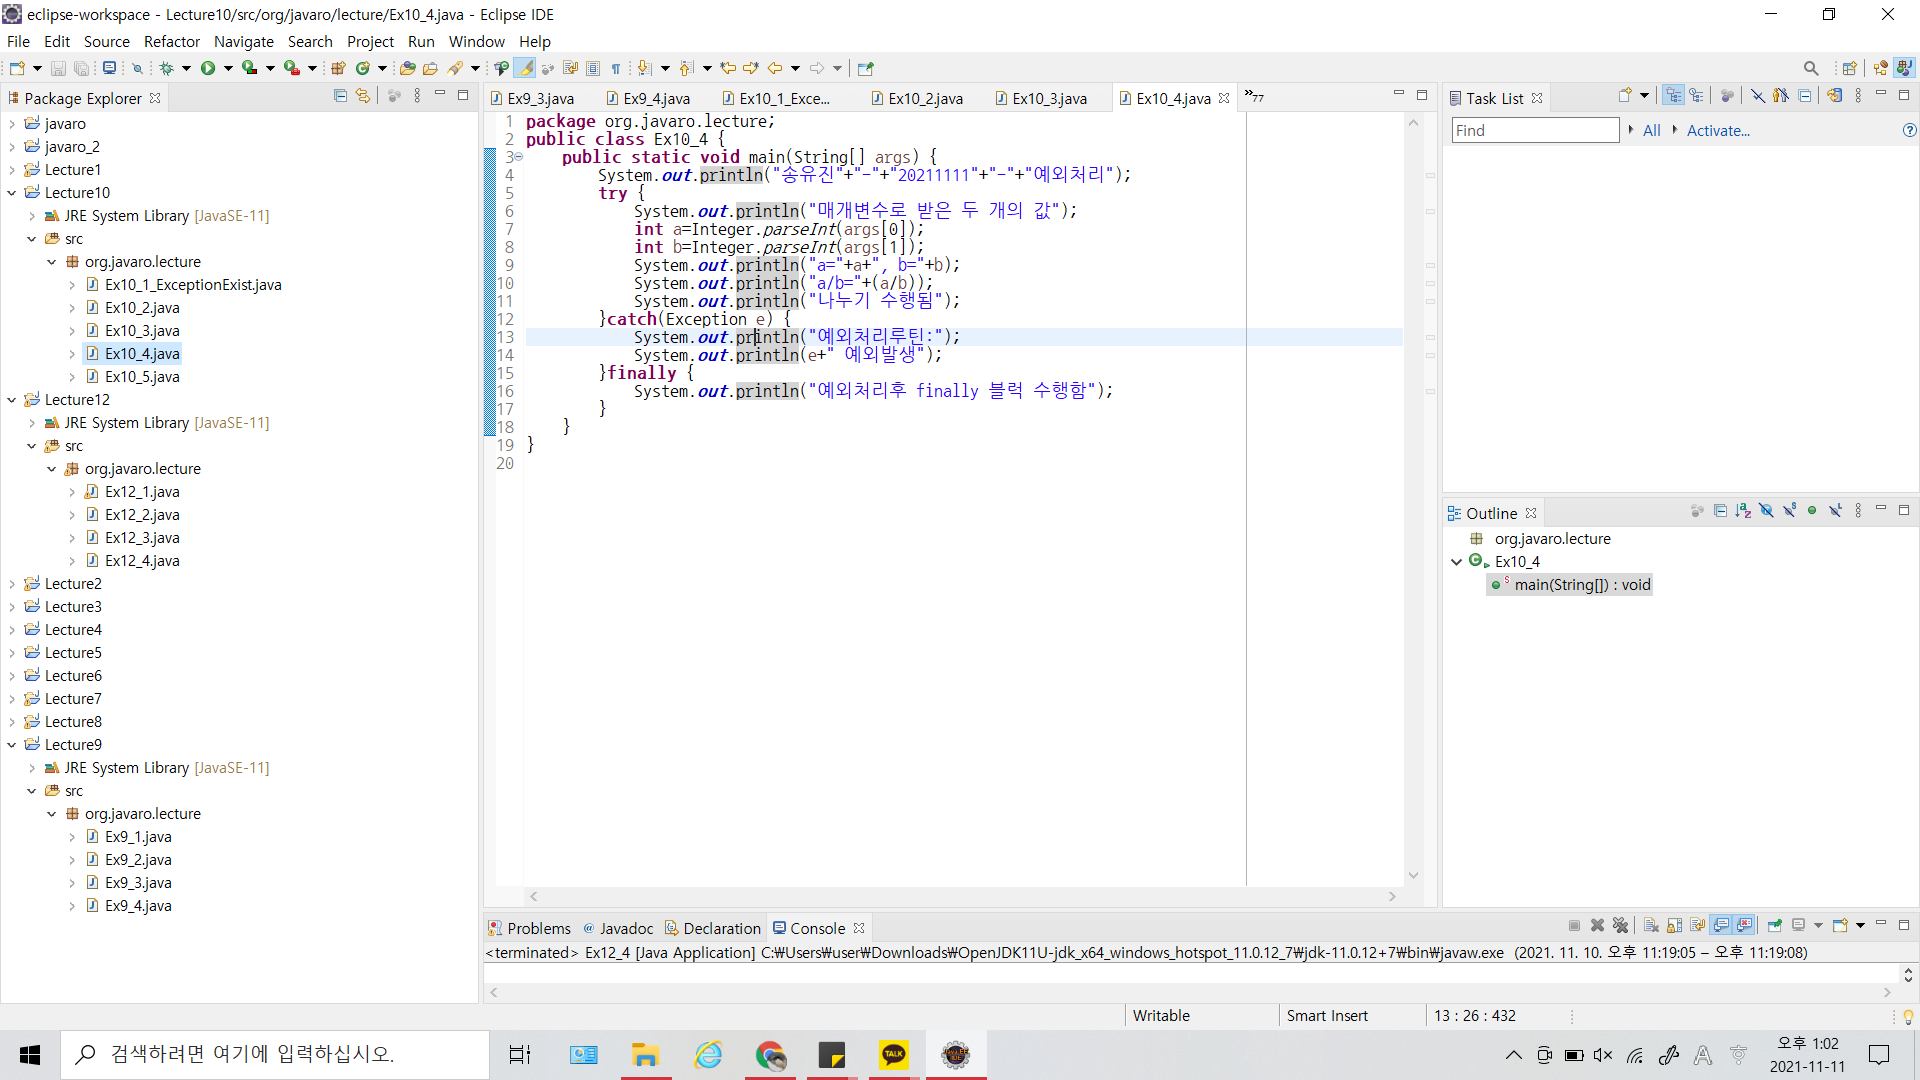 eclipse-workspace - Lecture10/src/org/javaro/lecture/Ex10_4.java - Eclipse IDE
File Edit Source Refactor Navigate Search Project Run Window Help
Package Explorer
javaro
javaro_2
Lecture1
Lecture10
JRE System Library [JavaSE-11]
src
org.javaro.lecture
Ex10_1_ExceptionExist.java
Ex10_2.java
Ex10_3.java
Ex10_4.java
Ex10_5.java
Lecture12
JRE System Library [JavaSE-11]
src
org.javaro.lecture
Ex12_1.java
Ex12_2.java
Ex12_3.java
Ex12_4.java
Lecture2
Lecture3
Lecture4
Lecture5
Lecture6
Lecture7
Lecture8
Lecture9
JRE System Library [JavaSE-11]
src
org.javaro.lecture
Ex9_1.java
Ex9_2.java
Ex9_3.java
Ex9_4.java
Ex9_3.java Ex9_4.java Ex10_1_Exce... Ex10_2.java Ex10_3.java Ex10_4.java »77
1 package org.javaro.lecture;
2 public class Ex10_4 {
3 public static void main(String[] args) {
4 System.out.println("송유진"+"-"+"20211111"+"-"+"예외처리");
5 try {
6 System.out.println("매개변수로 받은 두 개의 값");
7 int a=Integer.parseInt(args[0]);
8 int b=Integer.parseInt(args[1]);
9 System.out.println("a="+a+", b="+b);
10 System.out.println("a/b="+(a/b));
11 System.out.println("나누기 수행됨");
12 }catch(Exception e) {
13 System.out.println("예외처리루틴:");
14 System.out.println(e+" 예외발생");
15 }finally {
16 System.out.println("예외처리후 finally 블럭 수행함");
17 }
18 }
19 }
20
Task List
Find All Activate...
Outline
org.javaro.lecture
Ex10_4
main(String[]) : void
Problems @ Javadoc Declaration Console
<terminated> Ex12_4 [Java Application] C:₩Users₩user₩Downloads₩OpenJDK11U-jdk_x64_windows_hotspot_11.0.12_7₩jdk-11.0.12+7₩bin₩javaw.exe (2021. 11. 10. 오후 11:19:05 – 오후 11:19:08)
Writable Smart Insert 13 : 26 : 432
검색하려면 여기에 입력하십시오.
TALK
A
오후 1:02
2021-11-11